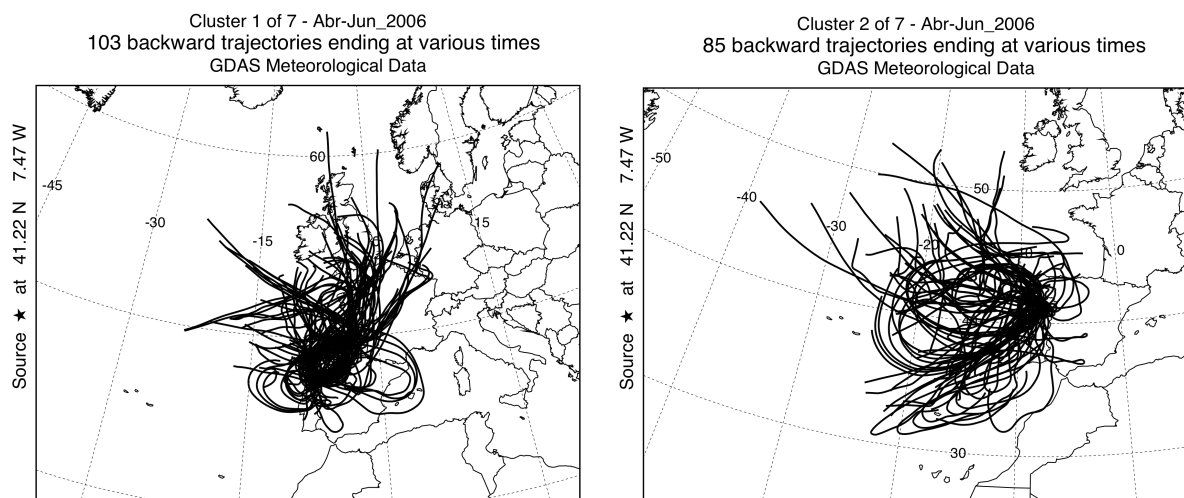 Cluster 1 of 7 - Abr-Jun_2006
103 backward trajectories ending at various times
GDAS Meteorological Data
Source ★ at 41.22 N 7.47 W
60
-45
-30
-15
15
Cluster 2 of 7 - Abr-Jun_2006
85 backward trajectories ending at various times
GDAS Meteorological Data
Source ★ at 41.22 N 7.47 W
-50
50
-40
-30
-20
0
30